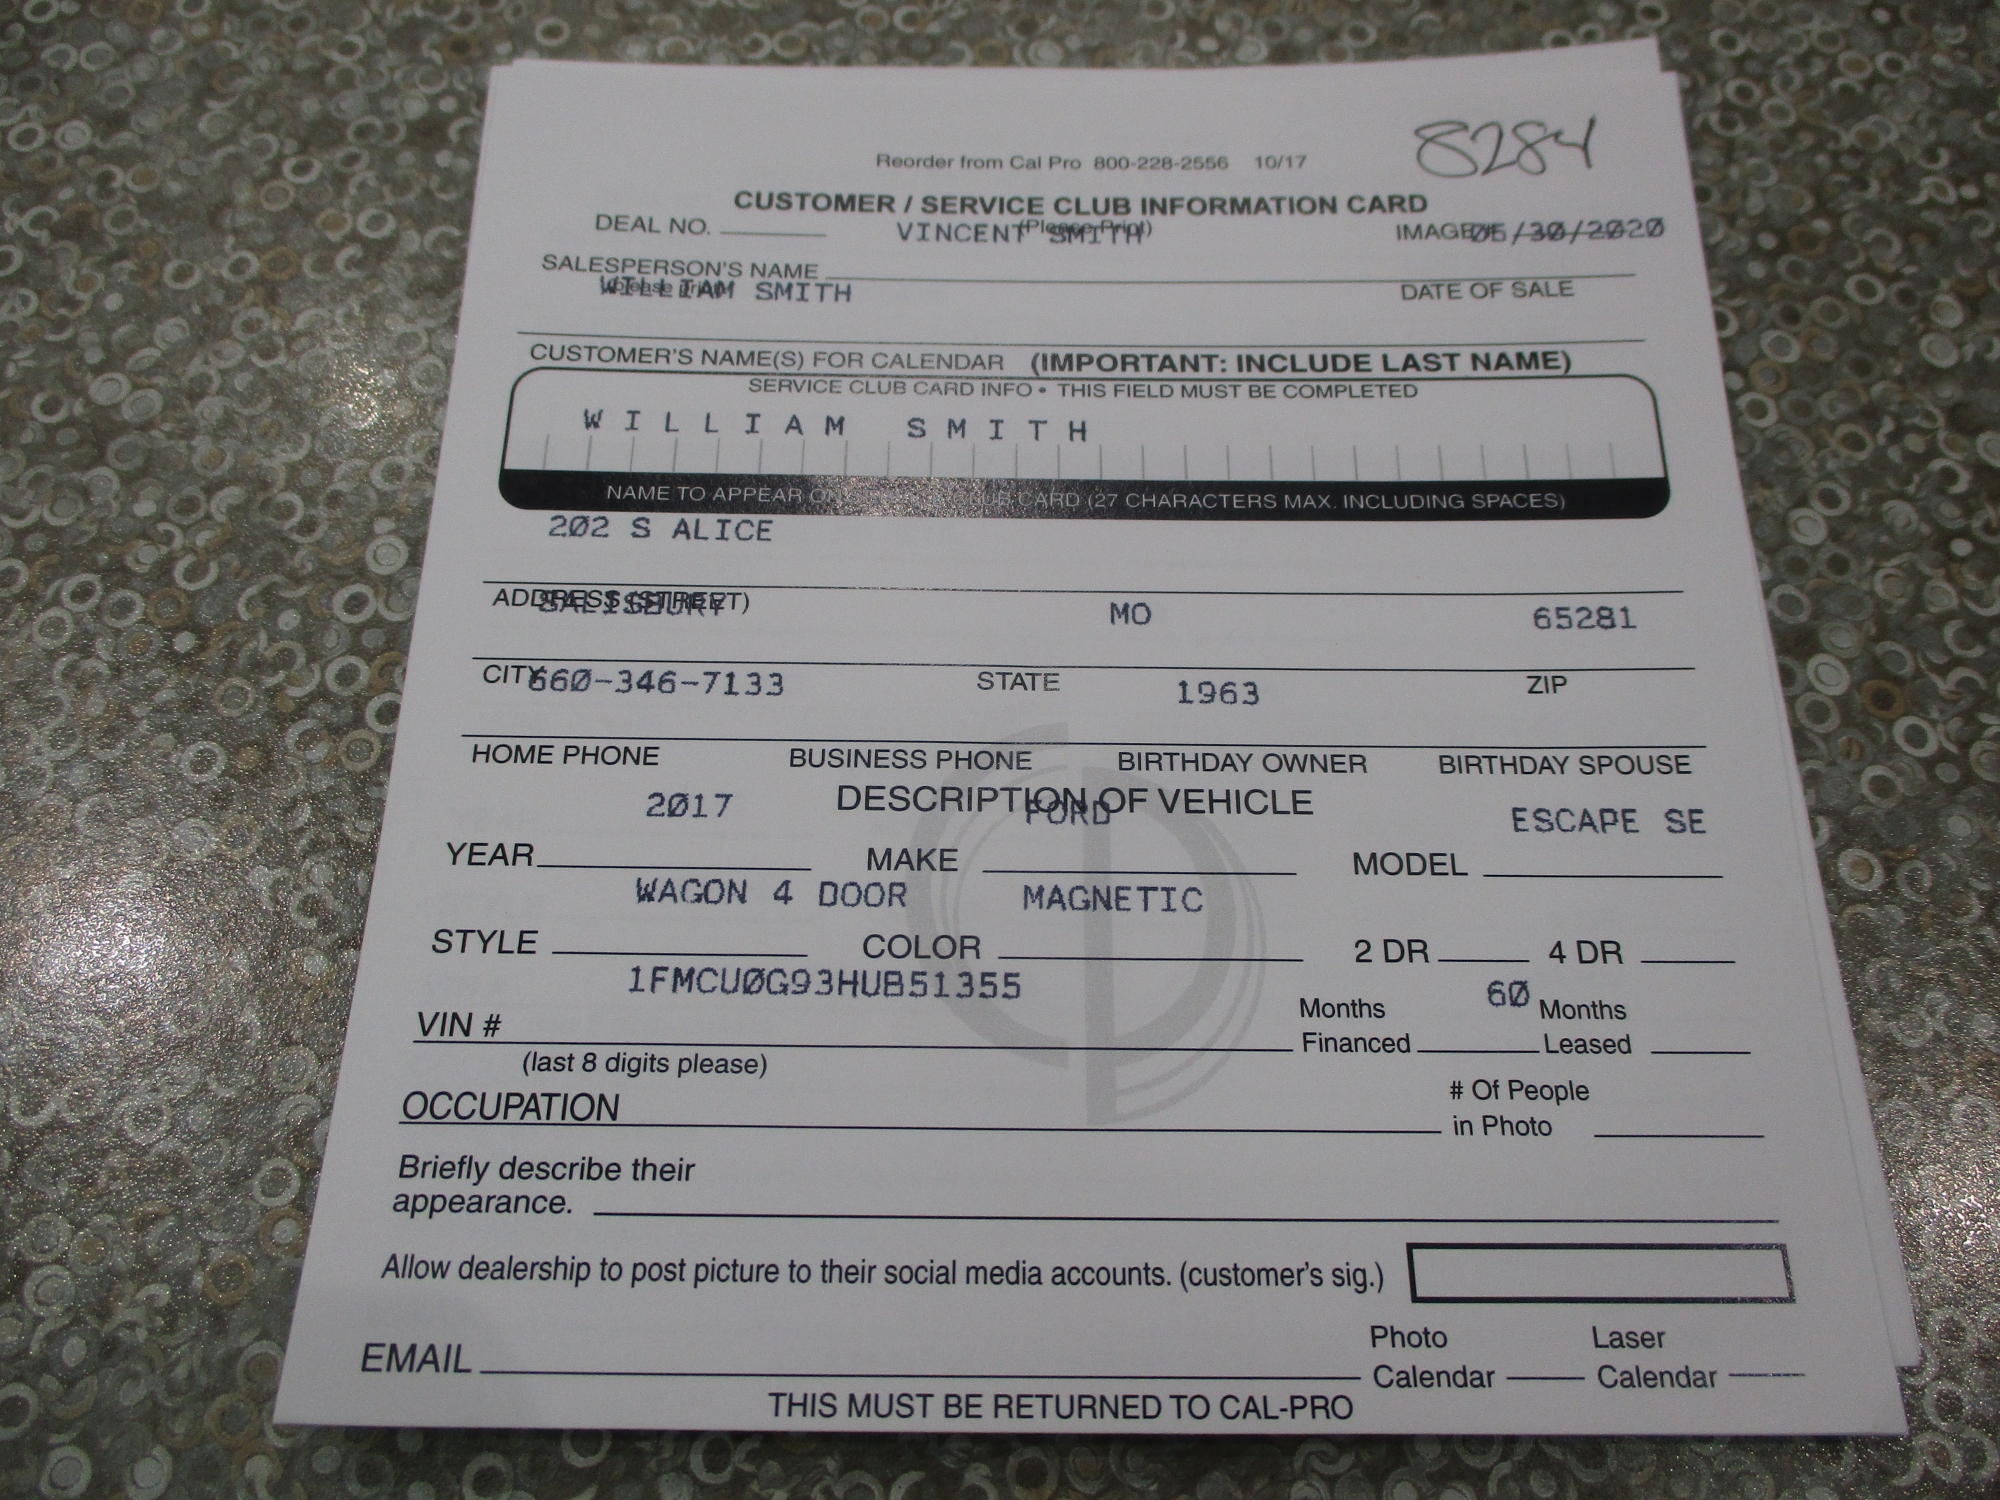 8284
Reorder from Cal Pro 800-228-2556 10/17
CUSTOMER / SERVICE CLUB INFORMATION CARD
(Please Print)
DEAL NO. VINCENT SMITH IMAGE# 05/30/2020
SALESPERSON'S NAME
(please print) WILLIAM SMITH DATE OF SALE
CUSTOMER'S NAME(S) FOR CALENDAR (IMPORTANT: INCLUDE LAST NAME)
SERVICE CLUB CARD INFO • THIS FIELD MUST BE COMPLETED
WILLIAM SMITH
NAME TO APPEAR ON SERVICE CLUB CARD (27 CHARACTERS MAX. INCLUDING SPACES)
202 S ALICE
ADDRESS (STREET)
SALISBURY MO 65281
CITY STATE ZIP
660-346-7133 1963
HOME PHONE BUSINESS PHONE BIRTHDAY OWNER BIRTHDAY SPOUSE
DESCRIPTION OF VEHICLE
2017 FORD ESCAPE SE
YEAR MAKE MODEL
WAGON 4 DOOR MAGNETIC
STYLE COLOR 2 DR 4 DR
1FMCU0G93HUB51355
Months 60 Months
VIN # Financed Leased
(last 8 digits please)
# Of People
OCCUPATION in Photo
Briefly describe their
appearance.
Allow dealership to post picture to their social media accounts. (customer's sig.)
Photo Laser
EMAIL Calendar Calendar
THIS MUST BE RETURNED TO CAL-PRO